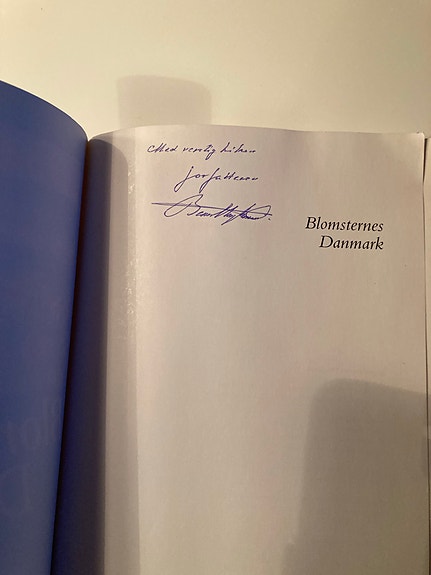 Med venlig hilsen
forfatteren
Blomsternes
Danmark